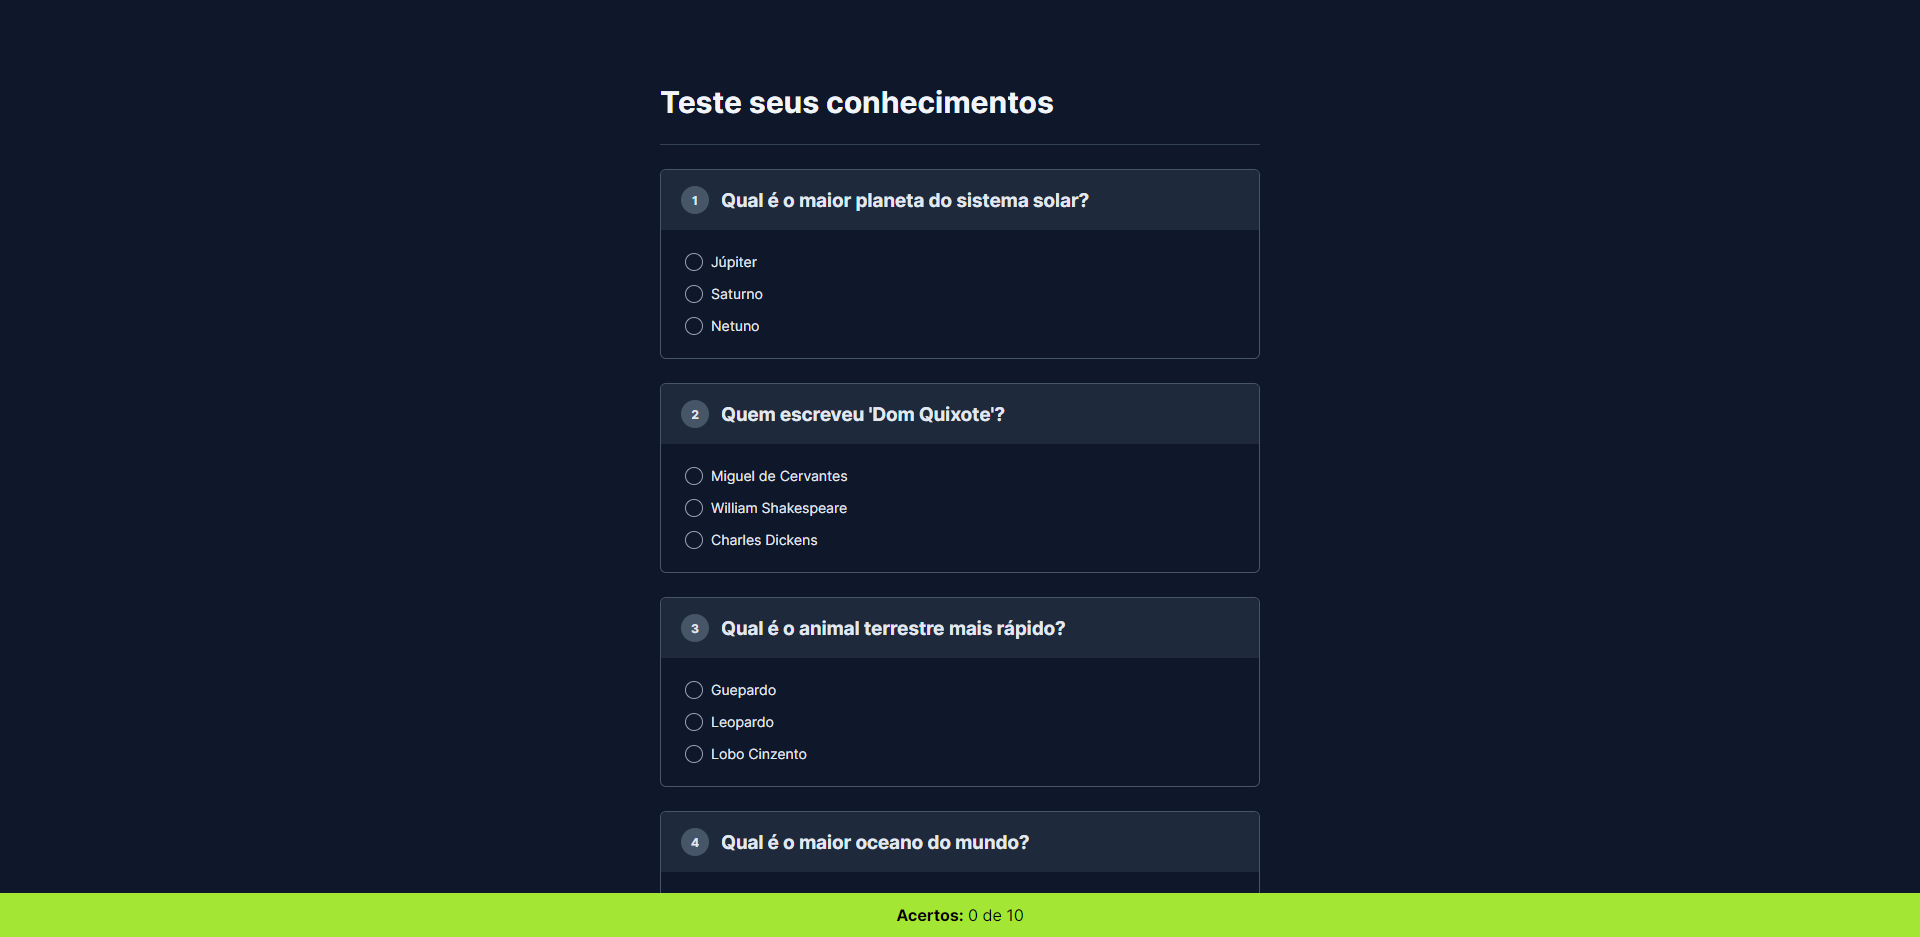 Teste seus conhecimentos
1 Qual é o maior planeta do sistema solar?
Júpiter
Saturno
Netuno
2 Quem escreveu 'Dom Quixote'?
Miguel de Cervantes
William Shakespeare
Charles Dickens
3 Qual é o animal terrestre mais rápido?
Guepardo
Leopardo
Lobo Cinzento
4 Qual é o maior oceano do mundo?
Acertos: 0 de 10